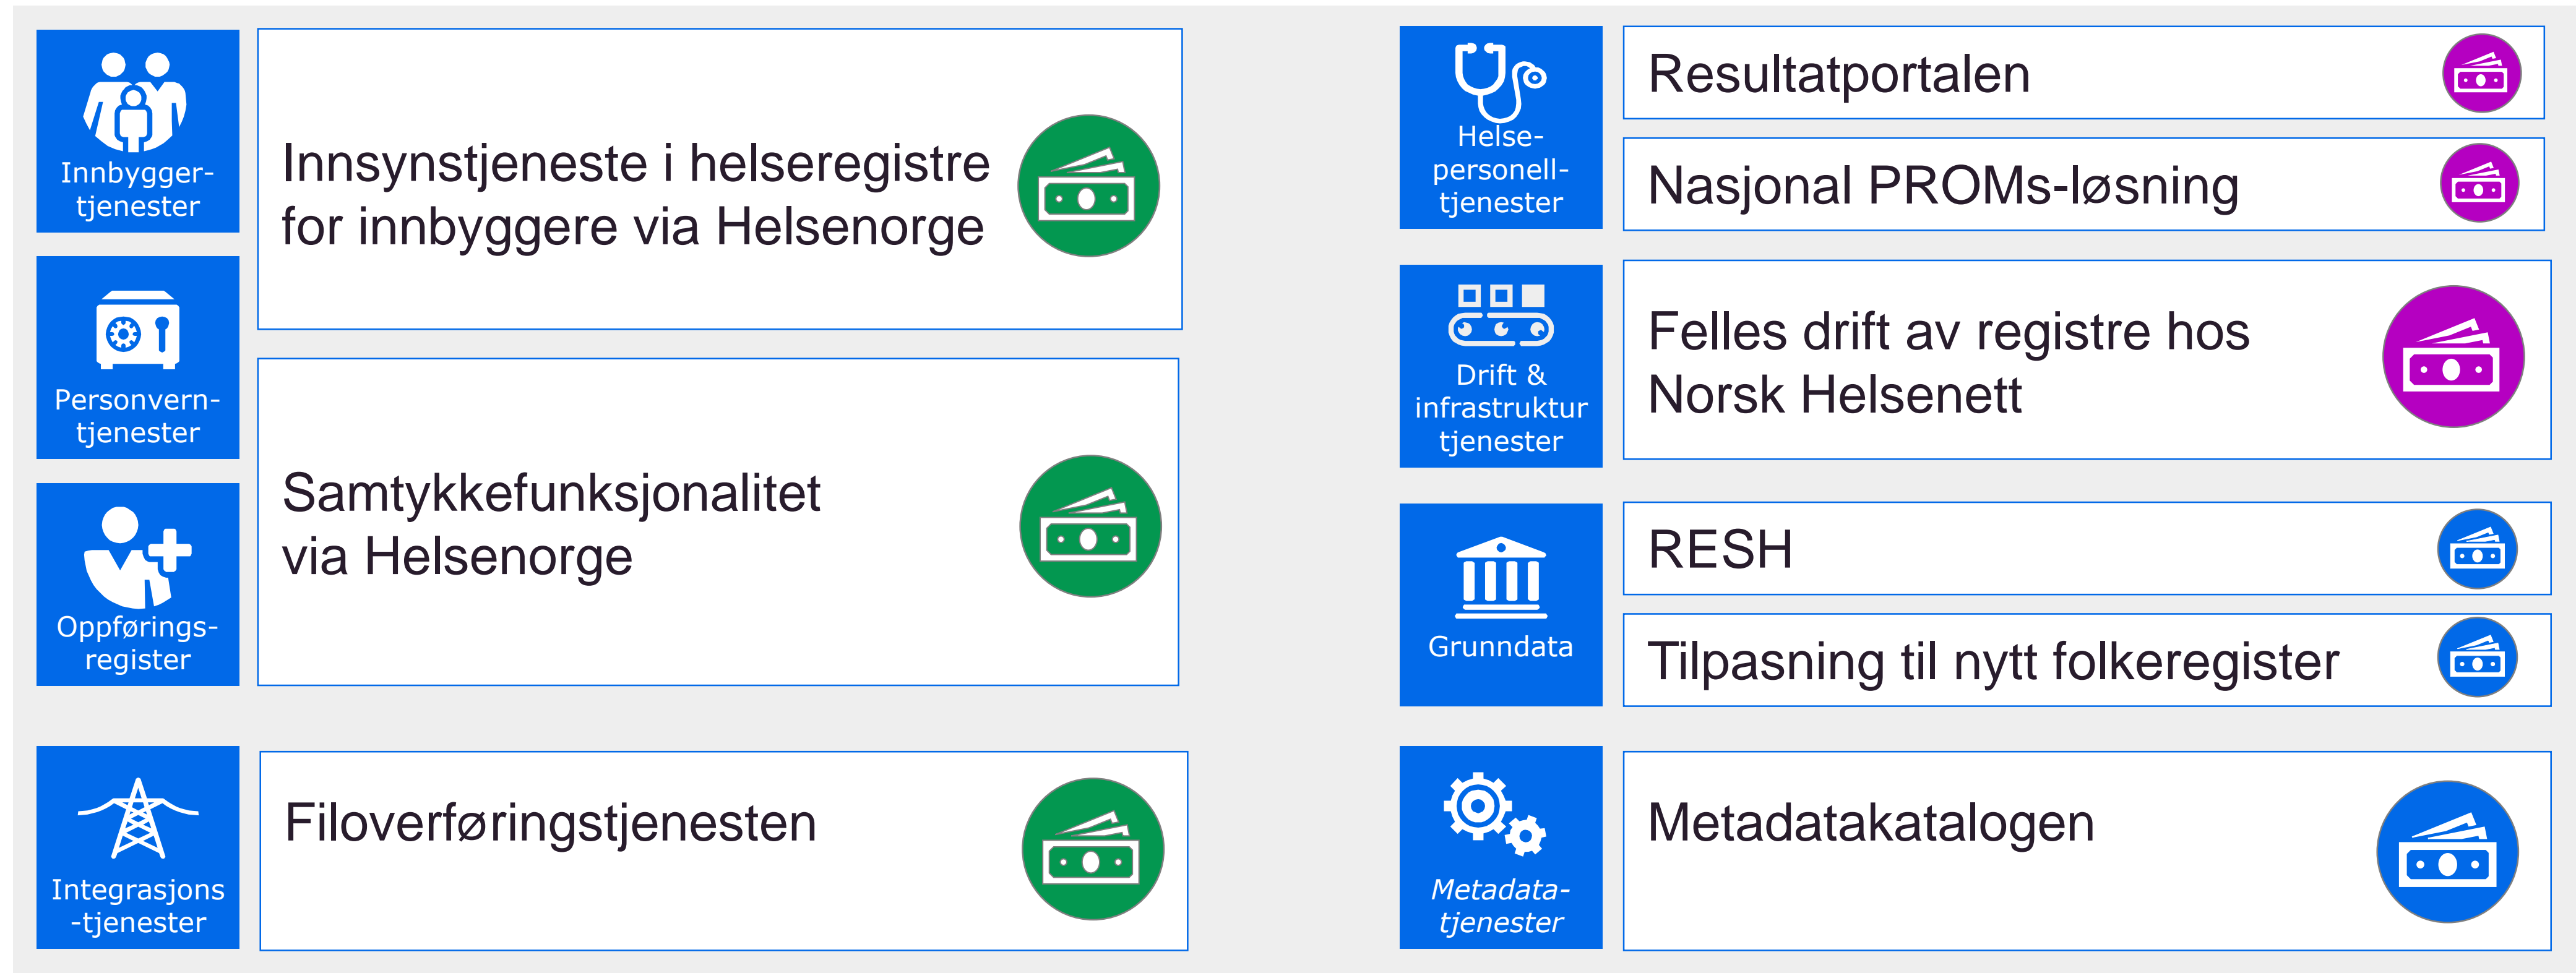 Innbygger-
tjenester
Innsynstjeneste i helseregistre
for innbyggere via Helsenorge
Personvern-
tjenester
Samtykkefunksjonalitet
via Helsenorge
Oppførings-
register
Integrasjons
-tjenester
Filoverføringstjenesten
Helse-
personell-
tjenester
Resultatportalen
Nasjonal PROMs-løsning
Drift &
infrastruktur
tjenester
Felles drift av registre hos
Norsk Helsenett
Grunndata
RESH
Tilpasning til nytt folkeregister
Metadata-
tjenester
Metadatakatalogen